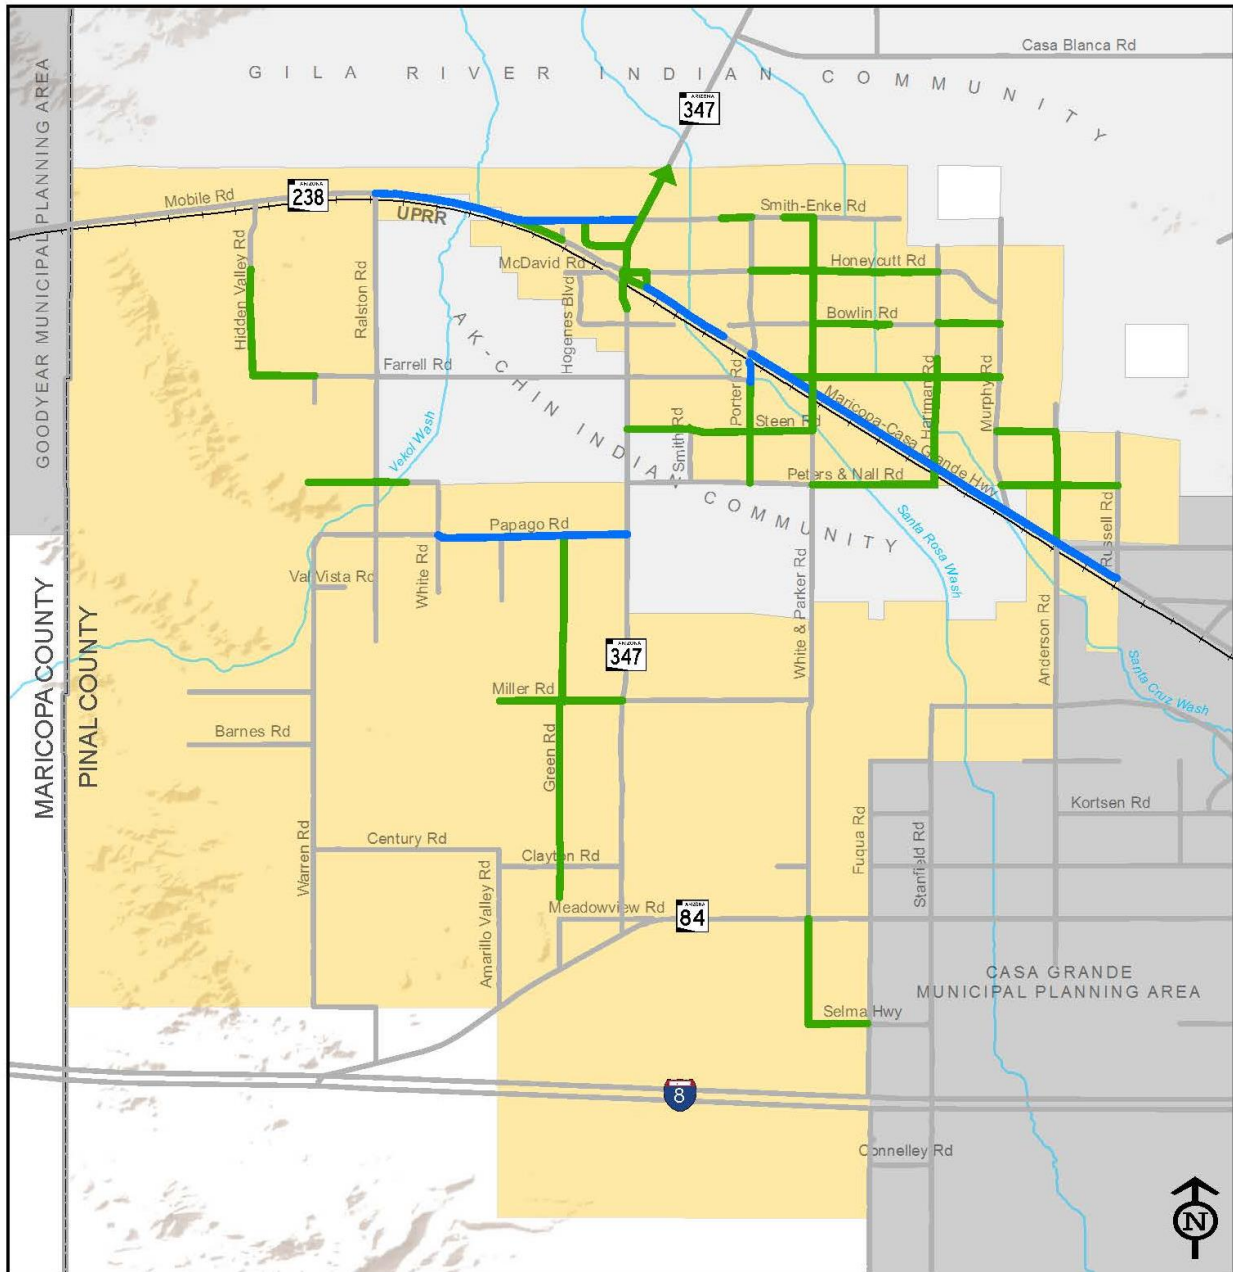 Casa Blanca Rd
GILA RIVER INDIAN COMMUNITY
ARIZONA
347
GOODYEAR MUNICIPAL PLANNING AREA
Mobile Rd
ARIZONA
238
UPRR
Smith-Enke Rd
McDavid Rd
Honeycutt Rd
Hidden Valley Rd
Ralston Rd
Hogenes Blvd
Bowlin Rd
AK-CHIN INDIAN COMMUNITY
Farrell Rd
Porter Rd
Hartman Rd
Murphy Rd
Maricopa-Casa Grande Hwy
Steen Rd
N Smith Rd
Vekol Wash
Peters & Nall Rd
Santa Rosa Wash
Russell Rd
Papago Rd
White Rd
Val Vista Rd
White & Parker Rd
Anderson Rd
MARICOPA COUNTY
PINAL COUNTY
ARIZONA
347
Santa Cruz Wash
Miller Rd
Barnes Rd
Green Rd
Kortsen Rd
Century Rd
Clayton Rd
Warren Rd
Fuqua Rd
Stanfield Rd
Amarillo Valley Rd
Meadowview Rd
ARIZONA
84
CASA GRANDE
MUNICIPAL PLANNING AREA
Selma Hwy
8
Connelley Rd
N